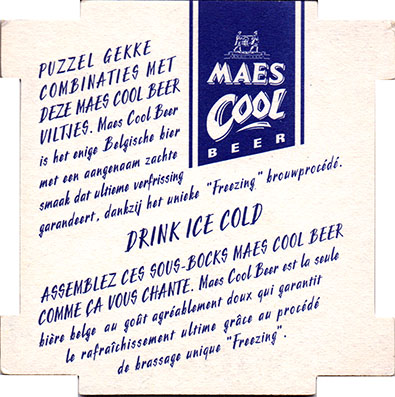 PUZZEL GEKKE
COMBINATIES MET
DEZE MAES COOL BEER
VILTJES. Maes Cool Beer
is het enige Belgische bier
met een aangenaam zachte
smaak dat ultieme verfrissing
garandeert, dankzij het unieke "Freezing" brouwprocédé.
MAES
COOL
BEER
DRINK ICE COLD
ASSEMBLEZ CES SOUS-BOCKS MAES COOL BEER
COMME ÇA VOUS CHANTE. Maes Cool Beer est la seule
bière belge au goût agréablement doux qui garantit
le rafraîchissement ultime grâce au procédé
de brassage unique "Freezing".